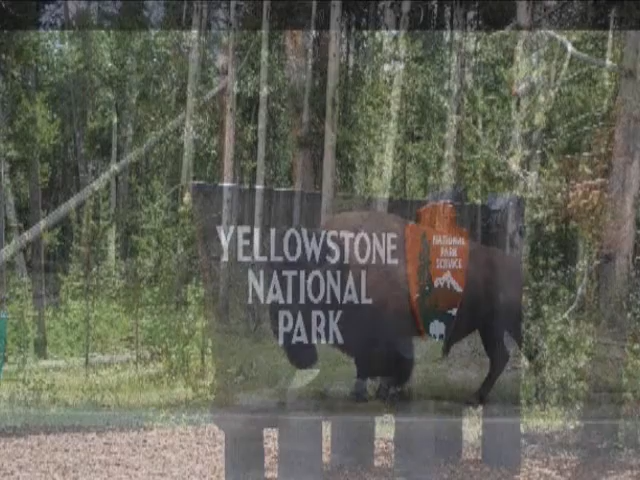 YELLOWSTONE
NATIONAL
PARK
NATIONAL
PARK
SERVICE